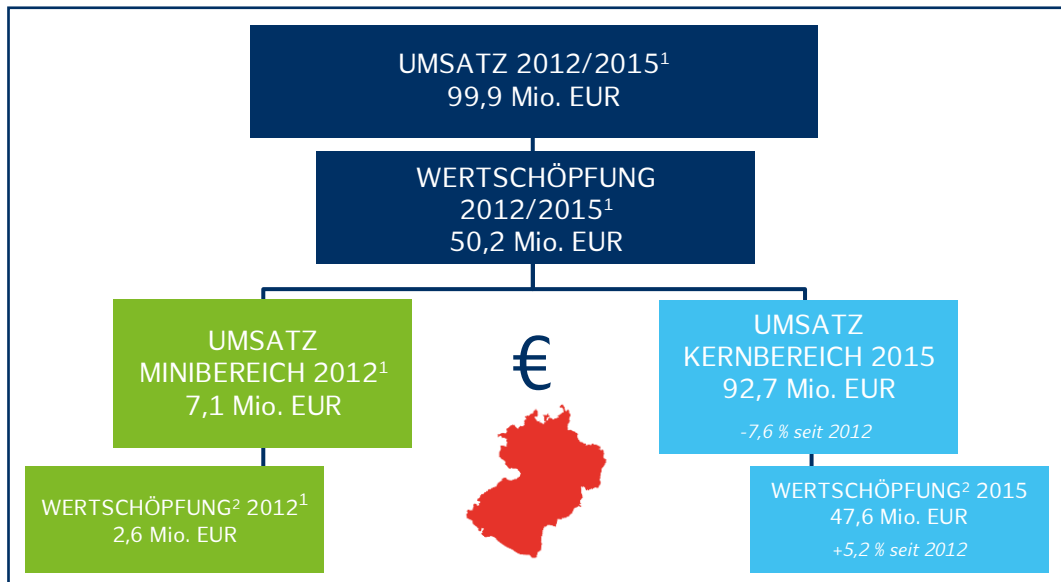 UMSATZ 2012/2015¹
99,9 Mio. EUR
WERTSCHÖPFUNG
2012/2015¹
50,2 Mio. EUR
UMSATZ
MINIBEREICH 2012¹
7,1 Mio. EUR
€
UMSATZ
KERNBEREICH 2015
92,7 Mio. EUR
-7,6 % seit 2012
WERTSCHÖPFUNG² 2012¹
2,6 Mio. EUR
WERTSCHÖPFUNG² 2015
47,6 Mio. EUR
+5,2 % seit 2012